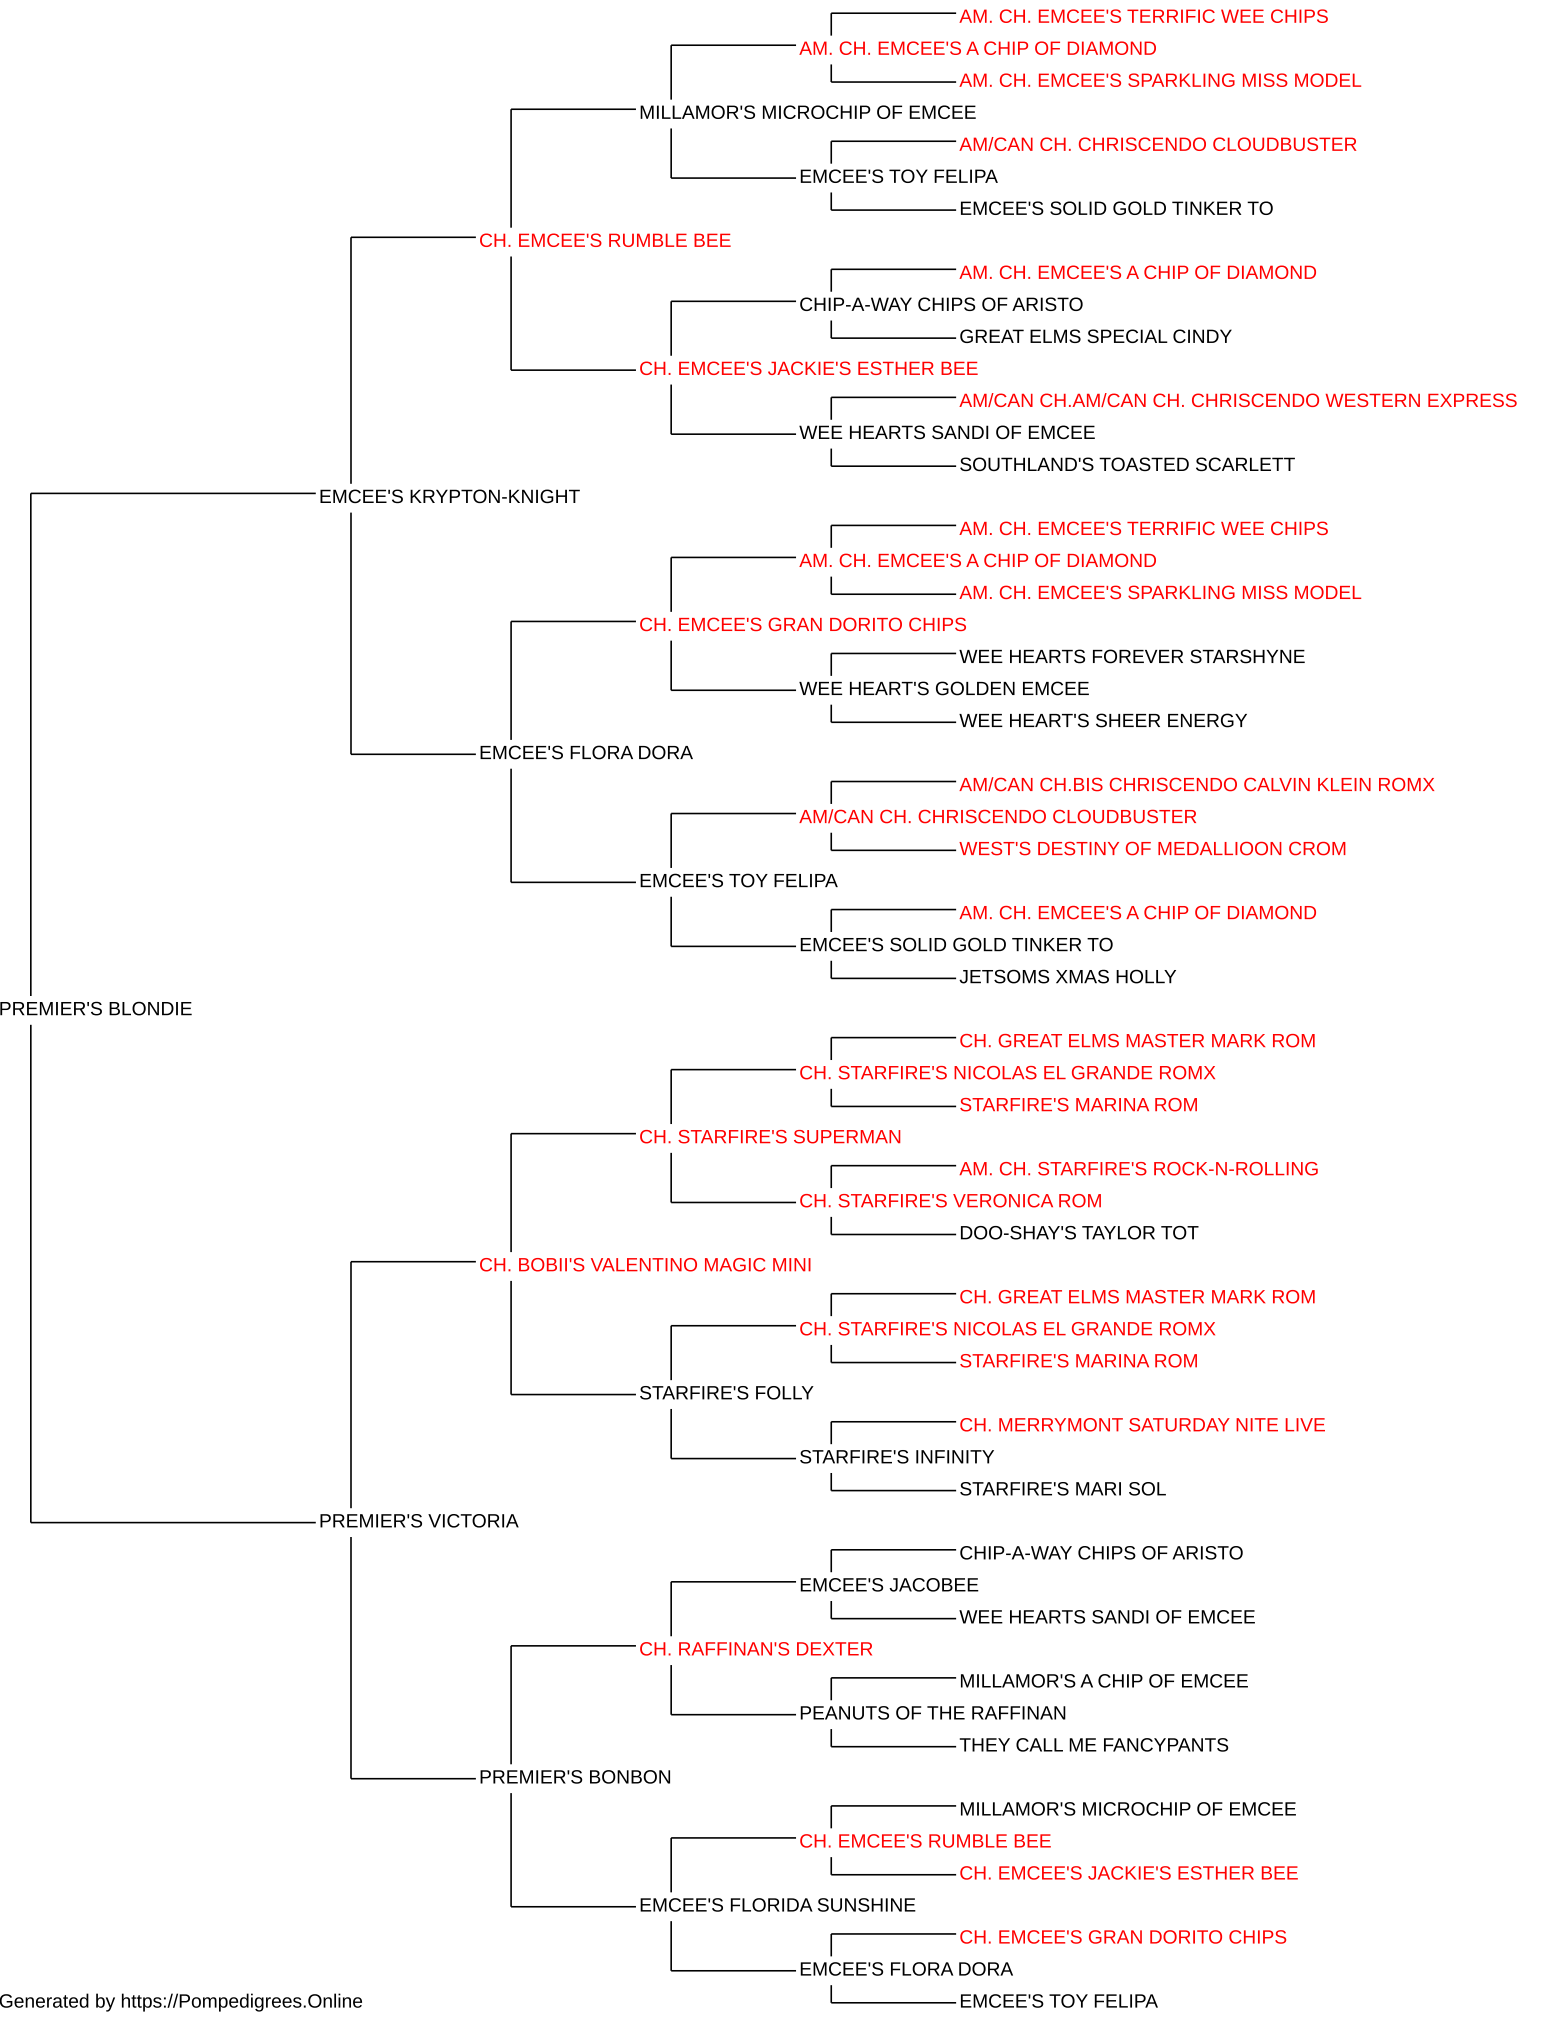 AM. CH. EMCEE'S TERRIFIC WEE CHIPS
AM. CH. EMCEE'S A CHIP OF DIAMOND
AM. CH. EMCEE'S SPARKLING MISS MODEL
MILLAMOR'S MICROCHIP OF EMCEE
AM/CAN CH. CHRISCENDO CLOUDBUSTER
EMCEE'S TOY FELIPA
EMCEE'S SOLID GOLD TINKER TO
CH. EMCEE'S RUMBLE BEE
AM. CH. EMCEE'S A CHIP OF DIAMOND
CHIP-A-WAY CHIPS OF ARISTO
GREAT ELMS SPECIAL CINDY
CH. EMCEE'S JACKIE'S ESTHER BEE
AM/CAN CH.AM/CAN CH. CHRISCENDO WESTERN EXPRESS
WEE HEARTS SANDI OF EMCEE
SOUTHLAND'S TOASTED SCARLETT
EMCEE'S KRYPTON-KNIGHT
AM. CH. EMCEE'S TERRIFIC WEE CHIPS
AM. CH. EMCEE'S A CHIP OF DIAMOND
AM. CH. EMCEE'S SPARKLING MISS MODEL
CH. EMCEE'S GRAN DORITO CHIPS
WEE HEARTS FOREVER STARSHYNE
WEE HEART'S GOLDEN EMCEE
WEE HEART'S SHEER ENERGY
EMCEE'S FLORA DORA
AM/CAN CH.BIS CHRISCENDO CALVIN KLEIN ROMX
AM/CAN CH. CHRISCENDO CLOUDBUSTER
WEST'S DESTINY OF MEDALLIOON CROM
EMCEE'S TOY FELIPA
AM. CH. EMCEE'S A CHIP OF DIAMOND
EMCEE'S SOLID GOLD TINKER TO
JETSOMS XMAS HOLLY
PREMIER'S BLONDIE
CH. GREAT ELMS MASTER MARK ROM
CH. STARFIRE'S NICOLAS EL GRANDE ROMX
STARFIRE'S MARINA ROM
CH. STARFIRE'S SUPERMAN
AM. CH. STARFIRE'S ROCK-N-ROLLING
CH. STARFIRE'S VERONICA ROM
DOO-SHAY'S TAYLOR TOT
CH. BOBII'S VALENTINO MAGIC MINI
CH. GREAT ELMS MASTER MARK ROM
CH. STARFIRE'S NICOLAS EL GRANDE ROMX
STARFIRE'S MARINA ROM
STARFIRE'S FOLLY
CH. MERRYMONT SATURDAY NITE LIVE
STARFIRE'S INFINITY
STARFIRE'S MARI SOL
PREMIER'S VICTORIA
CHIP-A-WAY CHIPS OF ARISTO
EMCEE'S JACOBEE
WEE HEARTS SANDI OF EMCEE
CH. RAFFINAN'S DEXTER
MILLAMOR'S A CHIP OF EMCEE
PEANUTS OF THE RAFFINAN
THEY CALL ME FANCYPANTS
PREMIER'S BONBON
MILLAMOR'S MICROCHIP OF EMCEE
CH. EMCEE'S RUMBLE BEE
CH. EMCEE'S JACKIE'S ESTHER BEE
EMCEE'S FLORIDA SUNSHINE
CH. EMCEE'S GRAN DORITO CHIPS
EMCEE'S FLORA DORA
EMCEE'S TOY FELIPA
Generated by https://Pompedigrees.Online